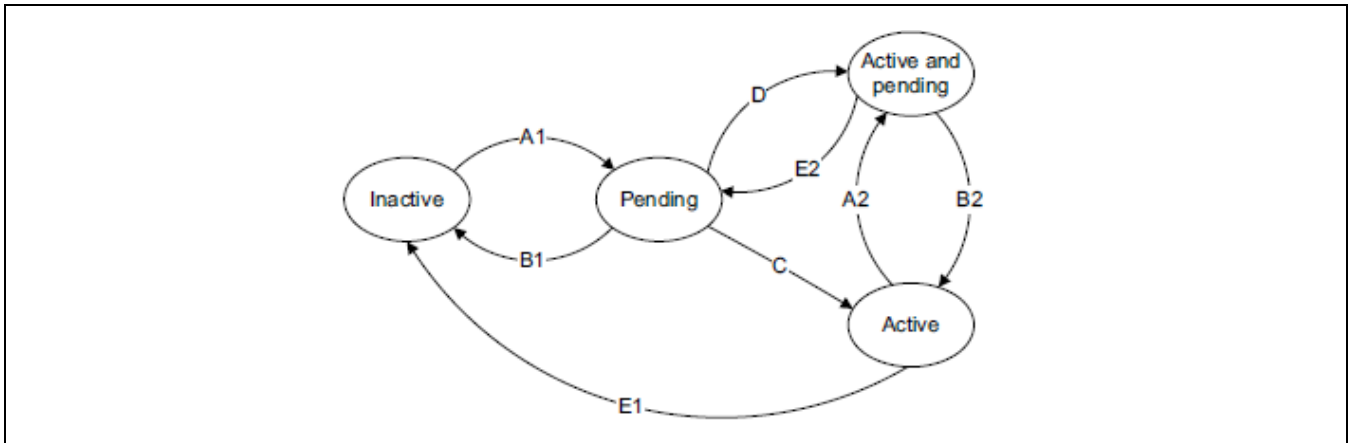 Active and
pending
D
A1
E2
Inactive
Pending
A2
B2
B1
C
Active
E1